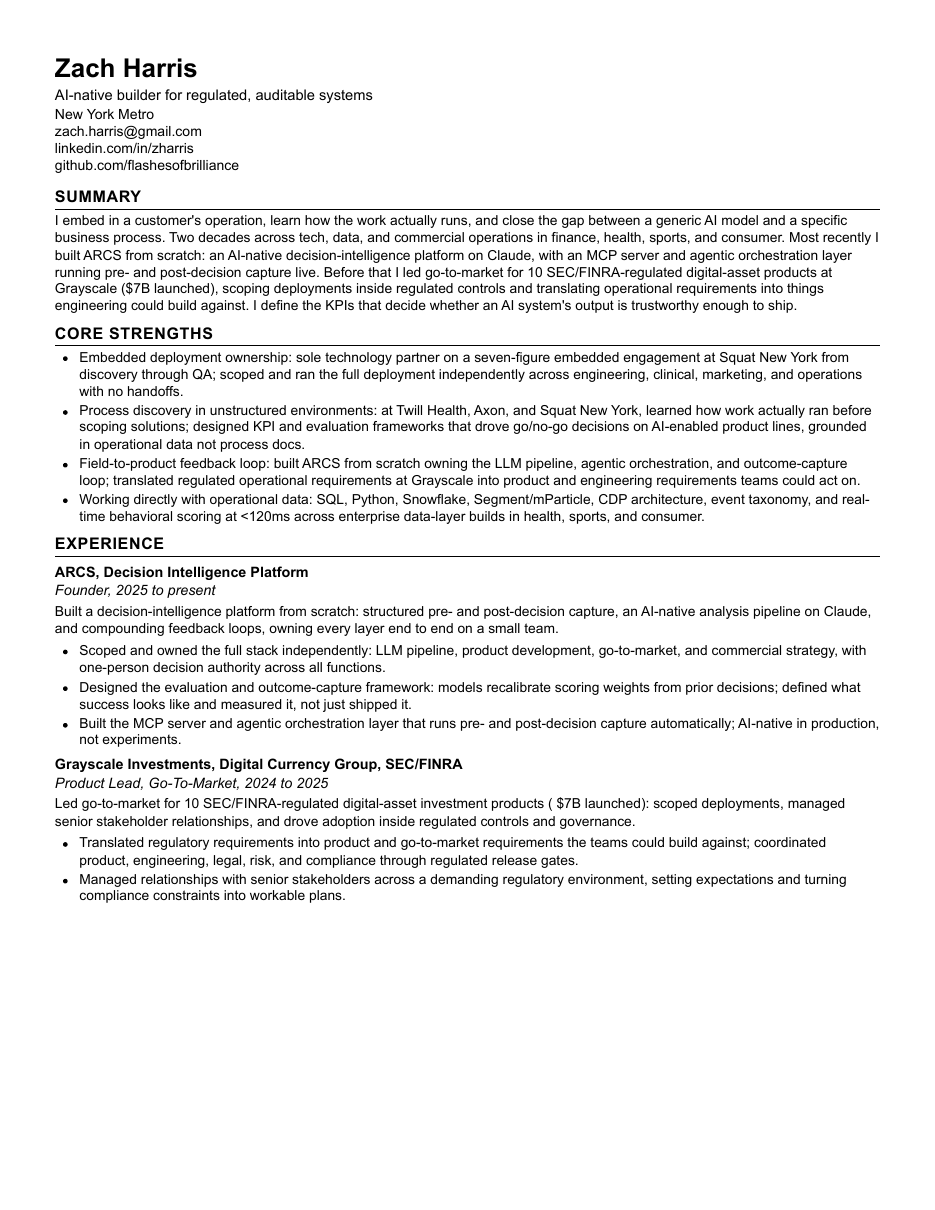 Zach Harris
AI-native builder for regulated, auditable systems
New York Metro
zach.harris@gmail.com
linkedin.com/in/zharris
github.com/flashesofbrilliance
SUMMARY
I embed in a customer's operation, learn how the work actually runs, and close the gap between a generic AI model and a specific
business process. Two decades across tech, data, and commercial operations in finance, health, sports, and consumer. Most recently I
built ARCS from scratch: an AI-native decision-intelligence platform on Claude, with an MCP server and agentic orchestration layer
running pre- and post-decision capture live. Before that I led go-to-market for 10 SEC/FINRA-regulated digital-asset products at
Grayscale ($7B launched), scoping deployments inside regulated controls and translating operational requirements into things
engineering could build against. I define the KPIs that decide whether an AI system's output is trustworthy enough to ship.
CORE STRENGTHS
• Embedded deployment ownership: sole technology partner on a seven-figure embedded engagement at Squat New York from
discovery through QA; scoped and ran the full deployment independently across engineering, clinical, marketing, and operations
with no handoffs.
• Process discovery in unstructured environments: at Twill Health, Axon, and Squat New York, learned how work actually ran before
scoping solutions; designed KPI and evaluation frameworks that drove go/no-go decisions on AI-enabled product lines, grounded
in operational data not process docs.
• Field-to-product feedback loop: built ARCS from scratch owning the LLM pipeline, agentic orchestration, and outcome-capture
loop; translated regulated operational requirements at Grayscale into product and engineering requirements teams could act on.
• Working directly with operational data: SQL, Python, Snowflake, Segment/mParticle, CDP architecture, event taxonomy, and real-
time behavioral scoring at <120ms across enterprise data-layer builds in health, sports, and consumer.
EXPERIENCE
ARCS, Decision Intelligence Platform
Founder, 2025 to present
Built a decision-intelligence platform from scratch: structured pre- and post-decision capture, an AI-native analysis pipeline on Claude,
and compounding feedback loops, owning every layer end to end on a small team.
• Scoped and owned the full stack independently: LLM pipeline, product development, go-to-market, and commercial strategy, with
one-person decision authority across all functions.
• Designed the evaluation and outcome-capture framework: models recalibrate scoring weights from prior decisions; defined what
success looks like and measured it, not just shipped it.
• Built the MCP server and agentic orchestration layer that runs pre- and post-decision capture automatically; AI-native in production,
not experiments.
Grayscale Investments, Digital Currency Group, SEC/FINRA
Product Lead, Go-To-Market, 2024 to 2025
Led go-to-market for 10 SEC/FINRA-regulated digital-asset investment products ( $7B launched): scoped deployments, managed
senior stakeholder relationships, and drove adoption inside regulated controls and governance.
• Translated regulatory requirements into product and go-to-market requirements the teams could build against; coordinated
product, engineering, legal, risk, and compliance through regulated release gates.
• Managed relationships with senior stakeholders across a demanding regulatory environment, setting expectations and turning
compliance constraints into workable plans.